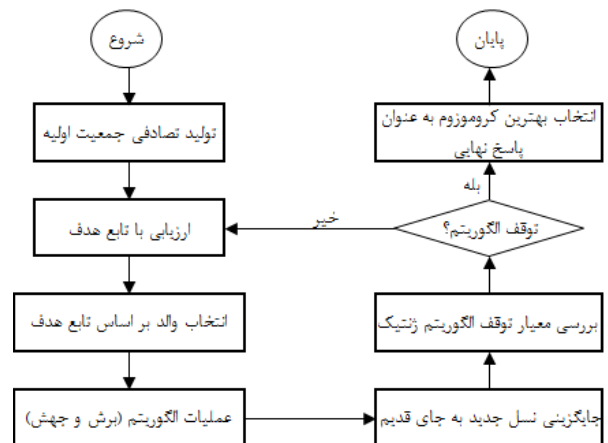 شروع
تولید تصادفی جمعیت اولیه
ارزیابی با تابع هدف
انتخاب والد بر اساس تابع هدف
عملیات الگوریتم (برش و جهش)
جایگزینی نسل جدید به جای قدیم
بررسی معیار توقف الگوریتم ژنتیک
توقف الگوریتم؟
خیر
بله
انتخاب بهترین کروموزوم به عنوان
پاسخ نهایی
پایان